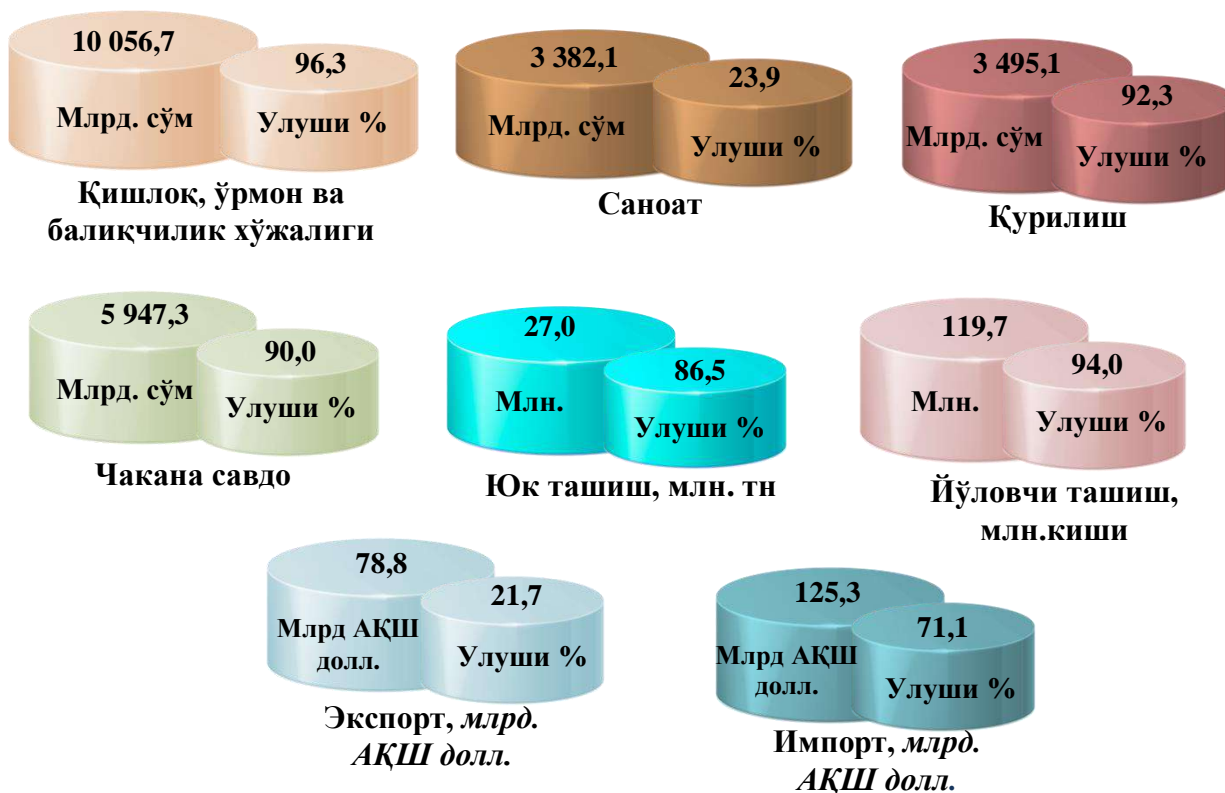 10 056,7
96,3
Млрд. сўм
Улуши %
Қишлоқ, ўрмон ва
балиқчилик хўжалиги
3 382,1
23,9
Млрд. сўм
Улуши %
Саноат
3 495,1
92,3
Млрд. сўм
Улуши %
Қурилиш
5 947,3
90,0
Млрд. сўм
Улуши %
Чакана савдо
27,0
86,5
Млн.
Улуши %
Юк ташиш, млн. тн
119,7
94,0
Млн.
Улуши %
Йўловчи ташиш,
млн.киши
78,8
21,7
Млрд АҚШ
долл.
Улуши %
Экспорт, млрд.
АҚШ долл.
125,3
71,1
Млрд АҚШ
долл.
Улуши %
Импорт, млрд.
АҚШ долл.